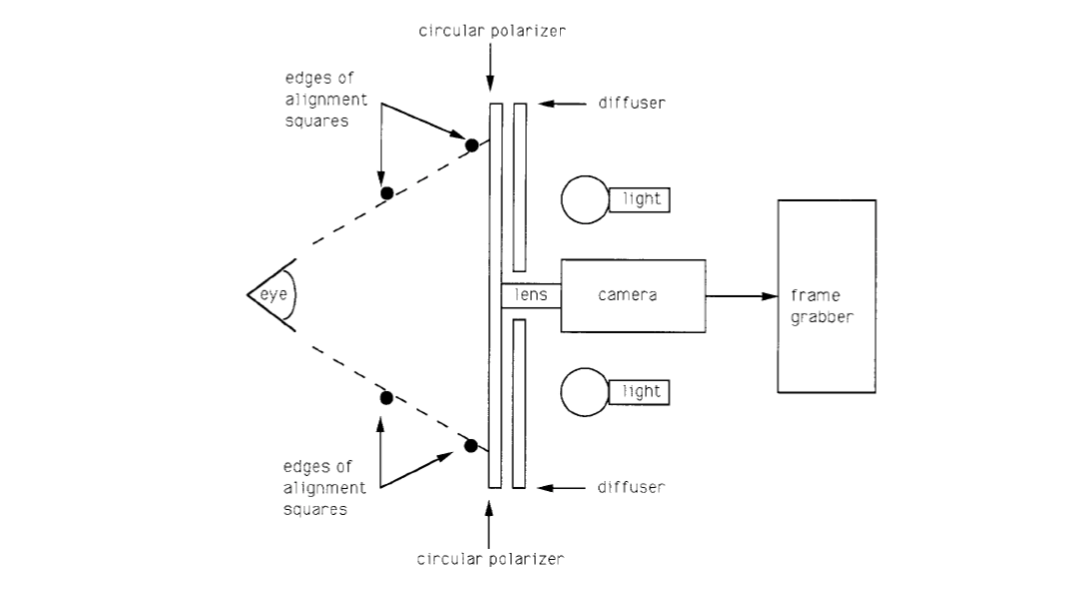 circular polarizer
edges of
alignment
squares
diffuser
light
eye
lens
camera
frame
grabber
light
edges of
alignment
squares
diffuser
circular polarizer